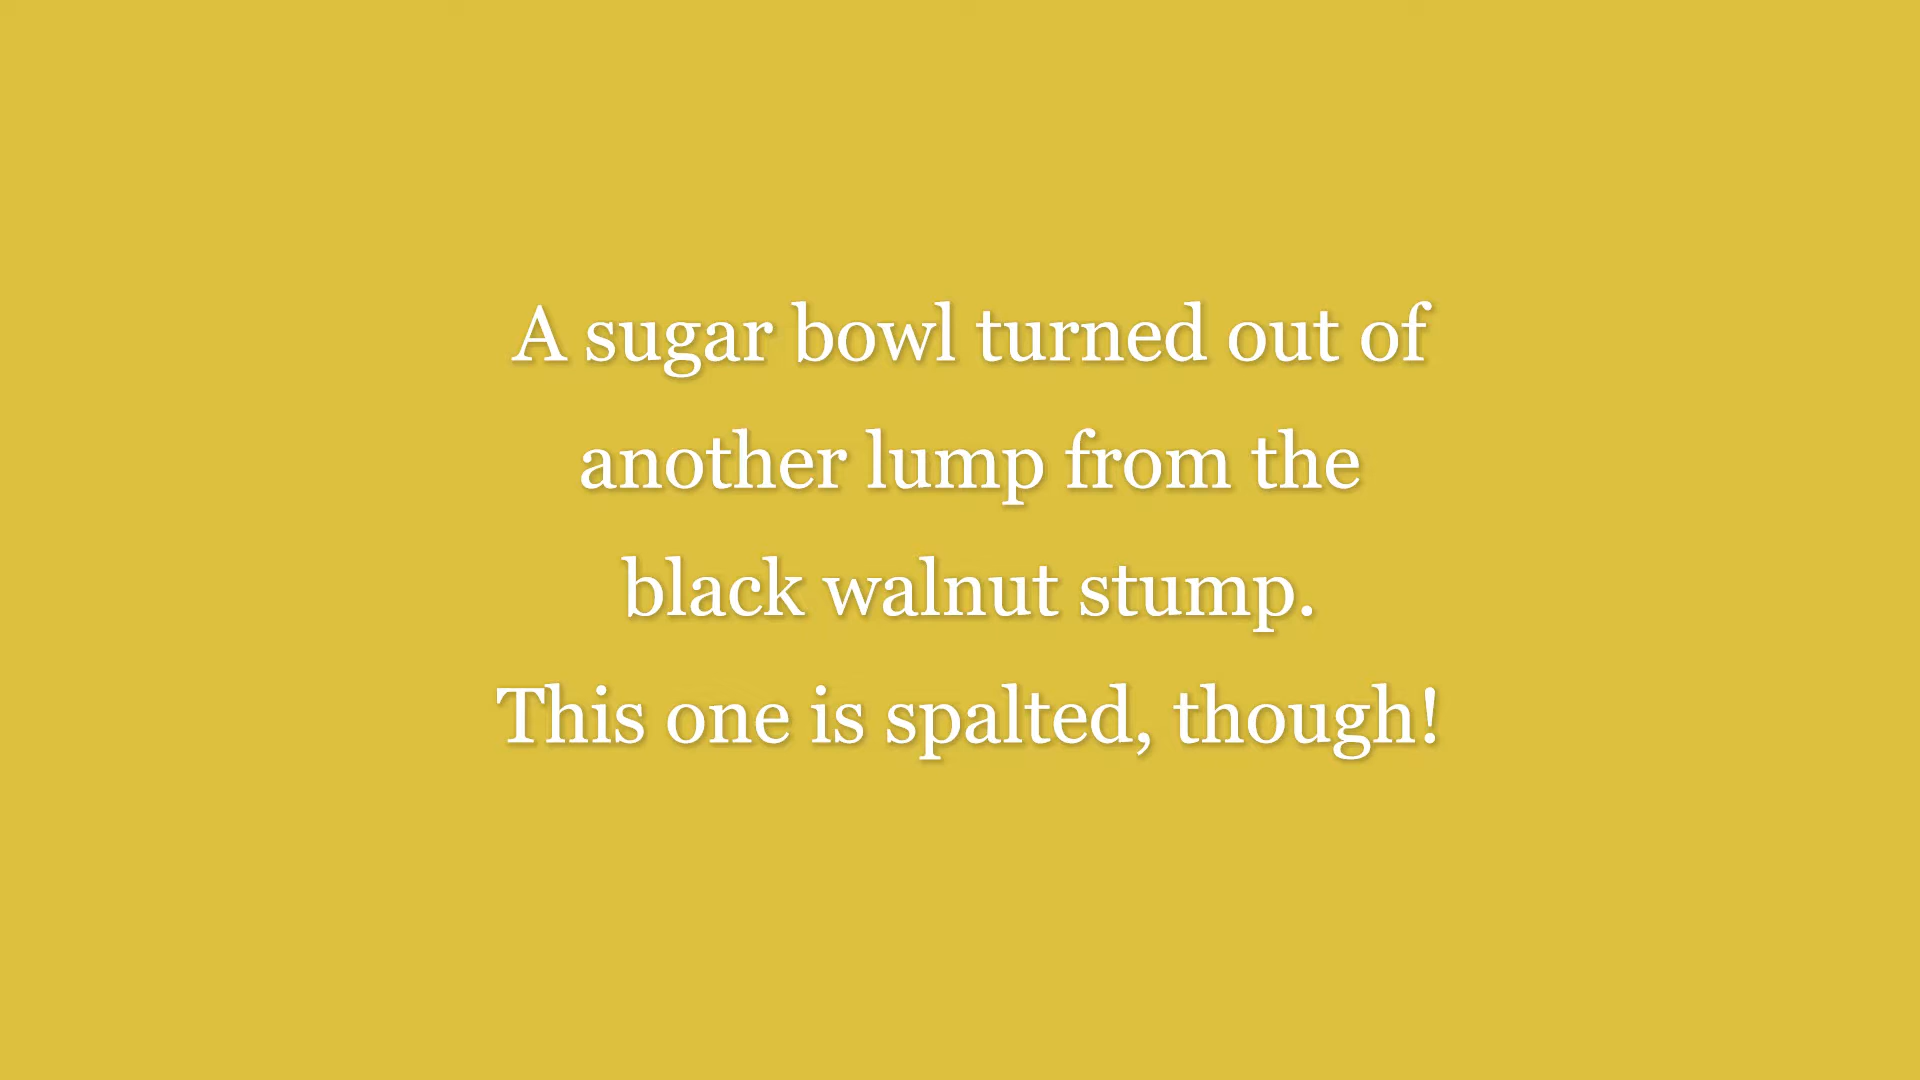 A sugar bowl turned out of
another lump from the
black walnut stump.
This one is spalted, though!